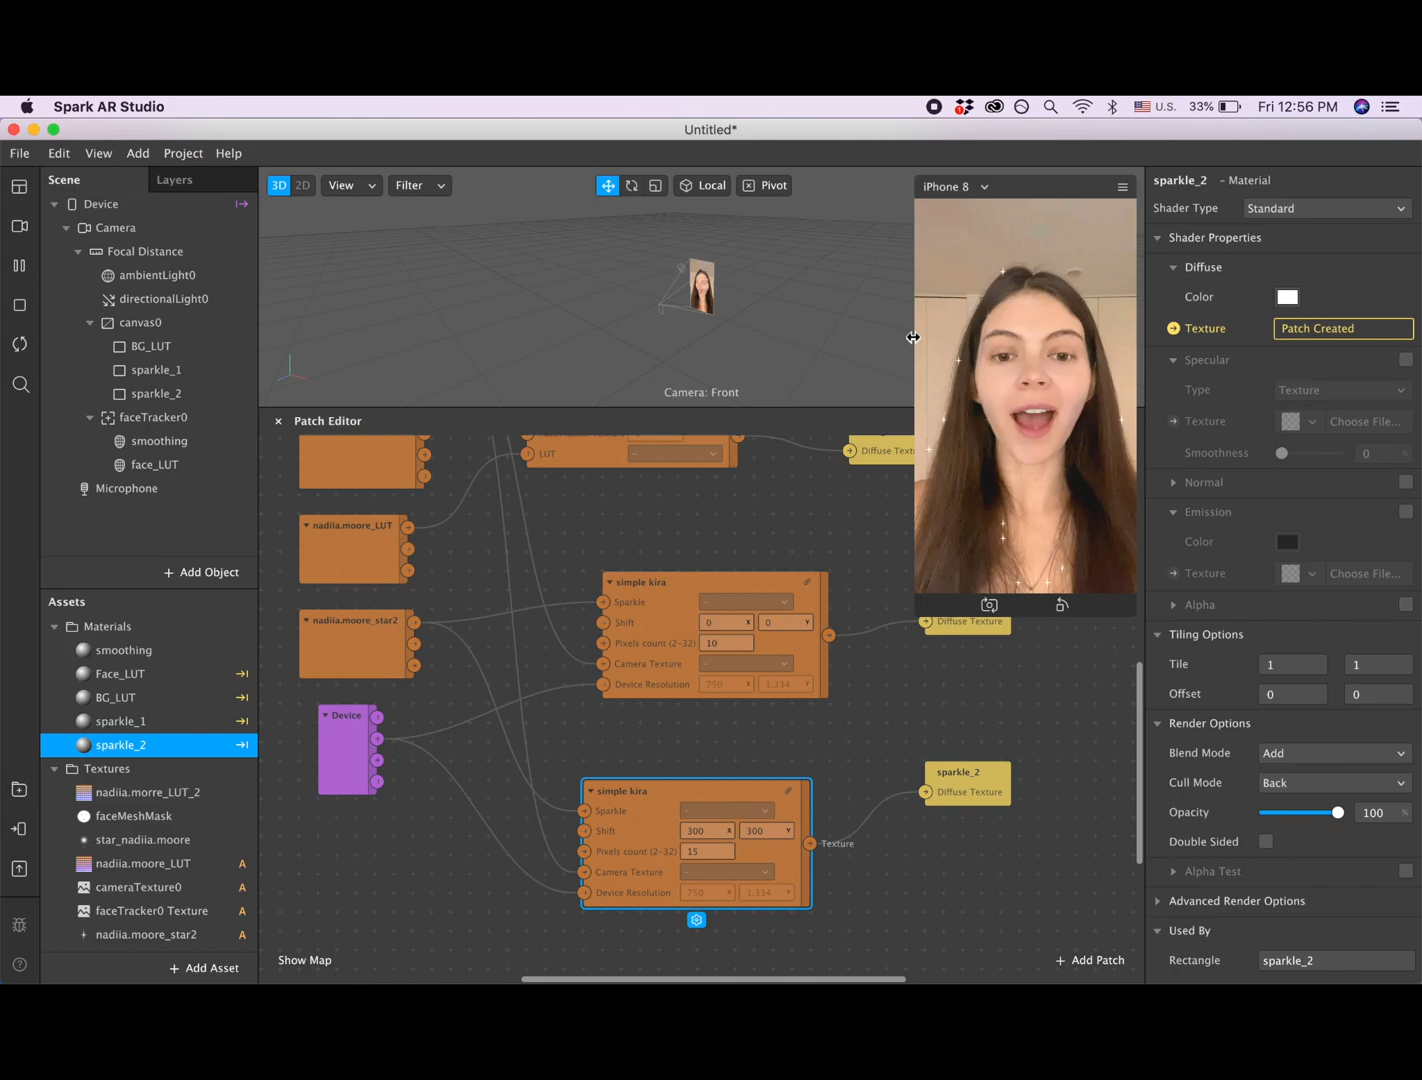 Spark AR Studio
U.S.
33%
Fri 12:56 PM
Untitled*
File Edit View Add Project Help
Scene
Layers
Device
Camera
Focal Distance
ambientLight0
directionalLight0
canvas0
BG_LUT
sparkle_1
sparkle_2
faceTracker0
smoothing
face_LUT
Microphone
+ Add Object
Assets
Materials
smoothing
Face_LUT
BG_LUT
sparkle_1
sparkle_2
Textures
nadiia.morre_LUT_2
faceMeshMask
star_nadiia.moore
nadiia.moore_LUT A
cameraTexture0 A
faceTracker0 Texture A
nadiia.moore_star2 A
+ Add Asset
3D 2D
View
Filter
Local
Pivot
Camera: Front
iPhone 8
× Patch Editor
LUT -
nadiia.moore_LUT
nadiia.moore_star2
Device
simple kira
Sparkle -
Shift 0 X 0 Y
Pixels count (2-32) 10
Camera Texture -
Device Resolution 750 X 1,334 Y
Diffuse Texture
simple kira
Sparkle -
Shift 300 X 300 Y
Pixels count (2-32) 15
Camera Texture -
Device Resolution 750 X 1,334 Y
Texture
sparkle_2
Diffuse Texture
Show Map
+ Add Patch
sparkle_2 - Material
Shader Type Standard
Shader Properties
Diffuse
Color
Texture Patch Created
Specular
Type Texture
Texture Choose File...
Smoothness 0 %
Normal
Emission
Color
Texture Choose File...
Alpha
Tiling Options
Tile 1 1
Offset 0 0
Render Options
Blend Mode Add
Cull Mode Back
Opacity 100 %
Double Sided
Alpha Test
Advanced Render Options
Used By
Rectangle sparkle_2